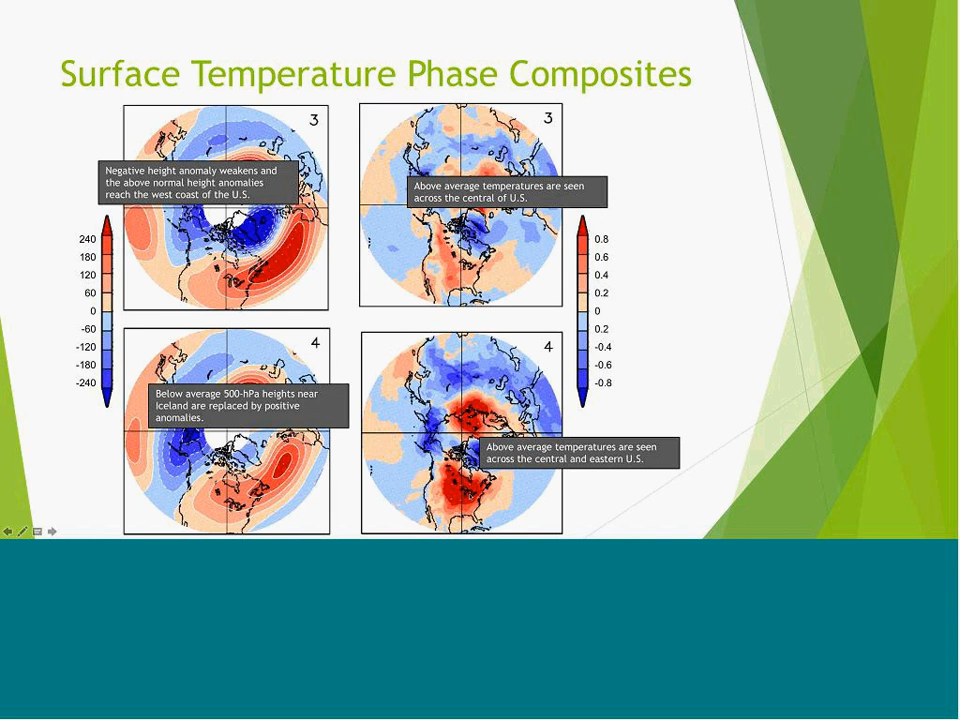 Surface Temperature Phase Composites
3
3
Negative height anomaly weakens and
the above normal height anomalies
reach the west coast of the U.S.
Above average temperatures are seen
across the central of U.S.
240
180
120
60
0
-60
-120
-180
-240
0.8
0.6
0.4
0.2
0
0.2
-0.4
-0.6
-0.8
4
4
Below average 500-hPa heights near
Iceland are replaced by positive
anomalies.
Above average temperatures are seen
across the central and eastern U.S.